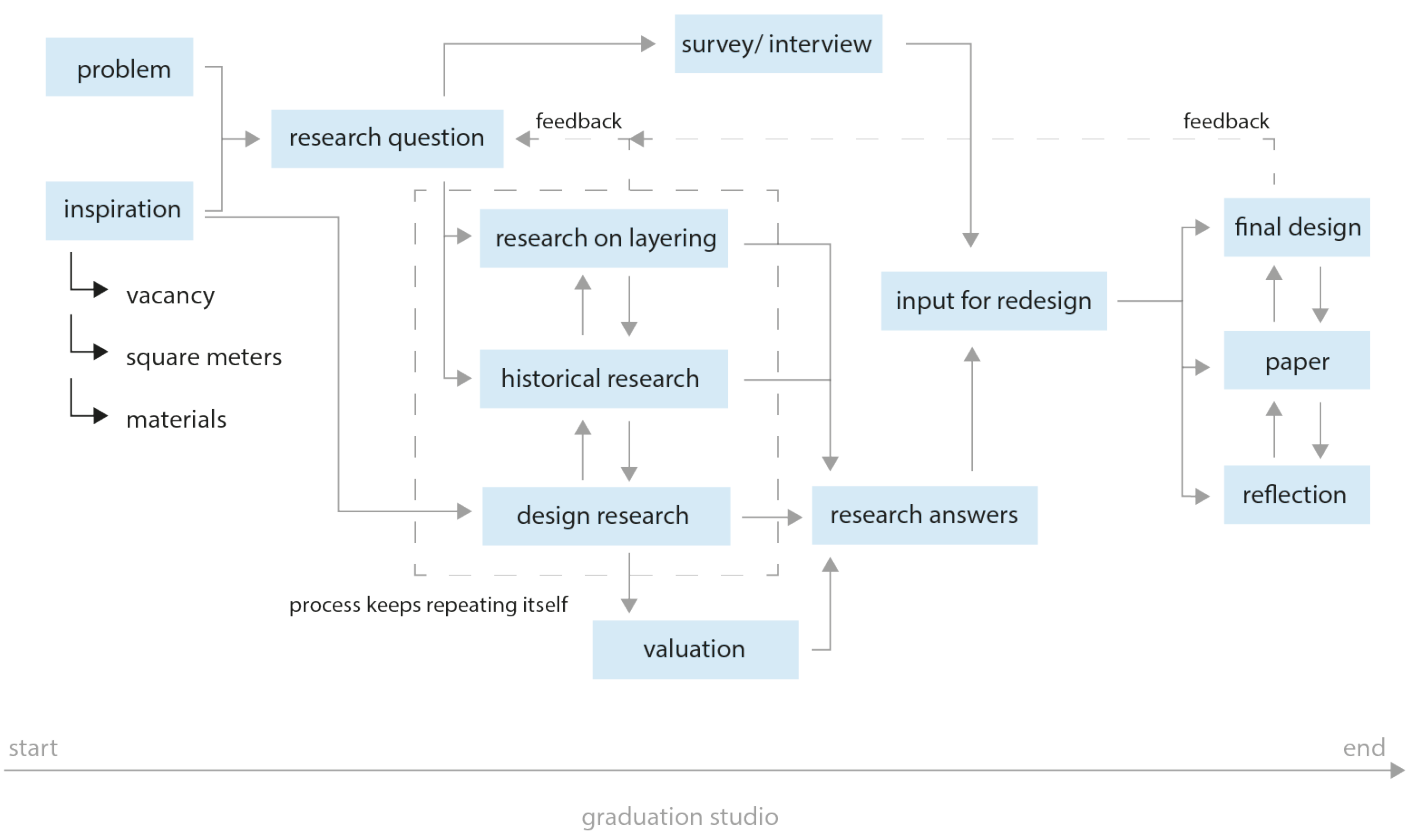 survey/ interview
problem
feedback
feedback
research question
inspiration
research on layering
final design
vacancy
input for redesign
square meters
historical research
paper
materials
design research
research answers
reflection
process keeps repeating itself
valuation
start
end
graduation studio